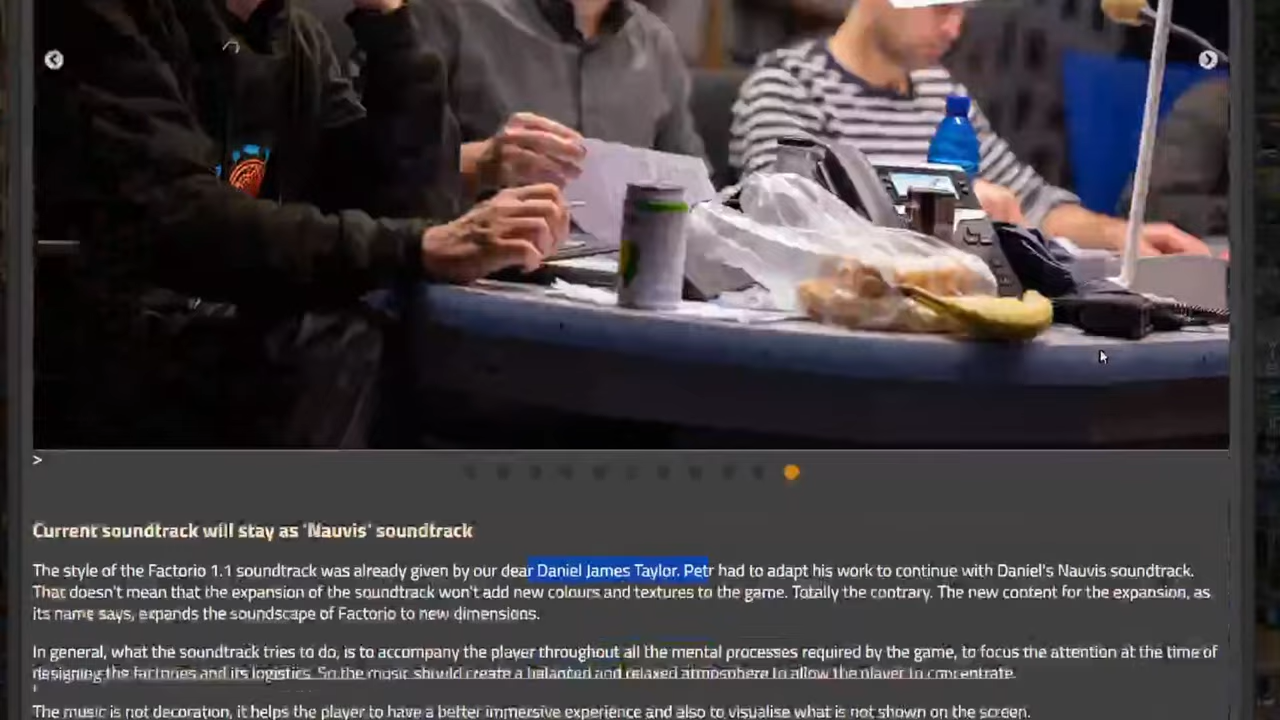 >
Current soundtrack will stay as 'Nauvis' soundtrack
The style of the Factorio 1.1 soundtrack was already given by our dear Daniel James Taylor. Petr had to adapt his work to continue with Daniel's Nauvis soundtrack.
That doesn't mean that the expansion of the soundtrack won't add new colours and textures to the game. Totally the contrary. The new content for the expansion, as
its name says, expands the soundscape of Factorio to new dimensions.
In general, what the soundtrack tries to do, is to accompany the player throughout all the mental processes required by the game, to focus the attention at the time of
designing the factories and its logistics. So the music should create a balanced and relaxed atmosphere to allow the player to concentrate.
The music is not decoration, it helps the player to have a better immersive experience and also to visualise what is not shown on the screen.